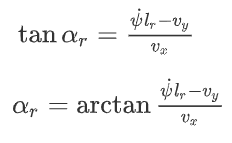 tan α_r = (ψ̇l_r−v_y)/v_x
α_r = arctan (ψ̇l_r−v_y)/v_x